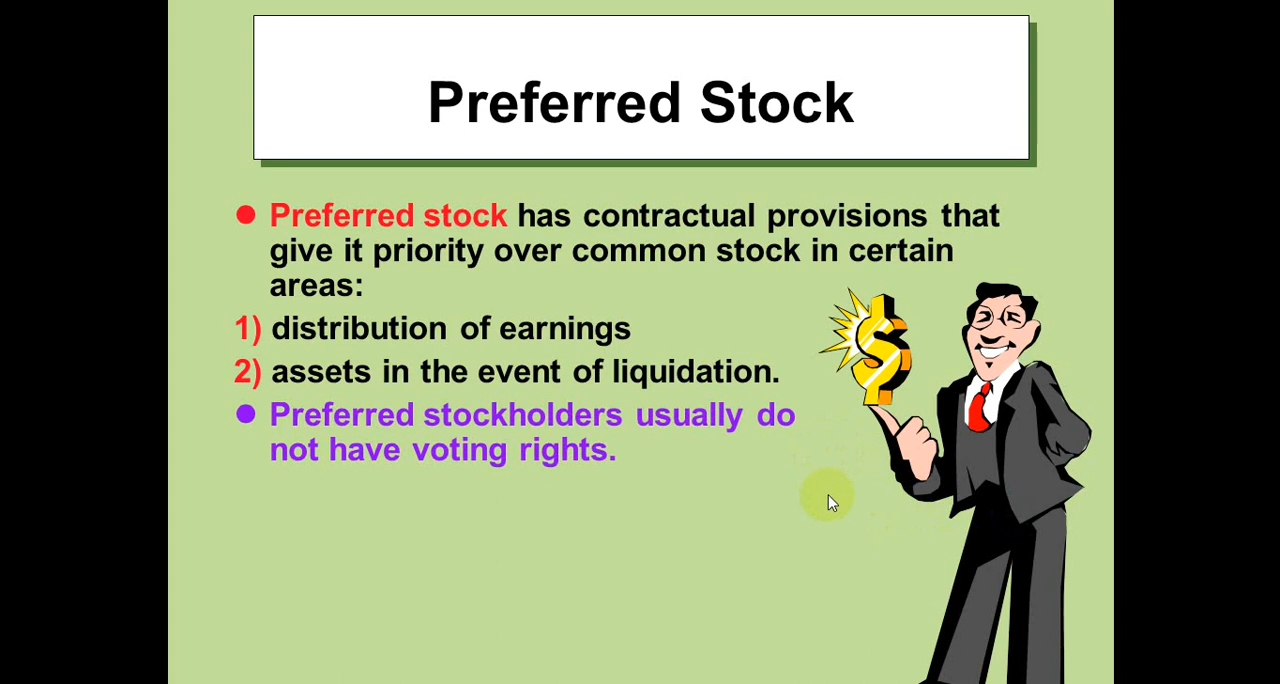 Preferred Stock
● Preferred stock has contractual provisions that
give it priority over common stock in certain
areas:
1) distribution of earnings
2) assets in the event of liquidation.
● Preferred stockholders usually do
not have voting rights.
$